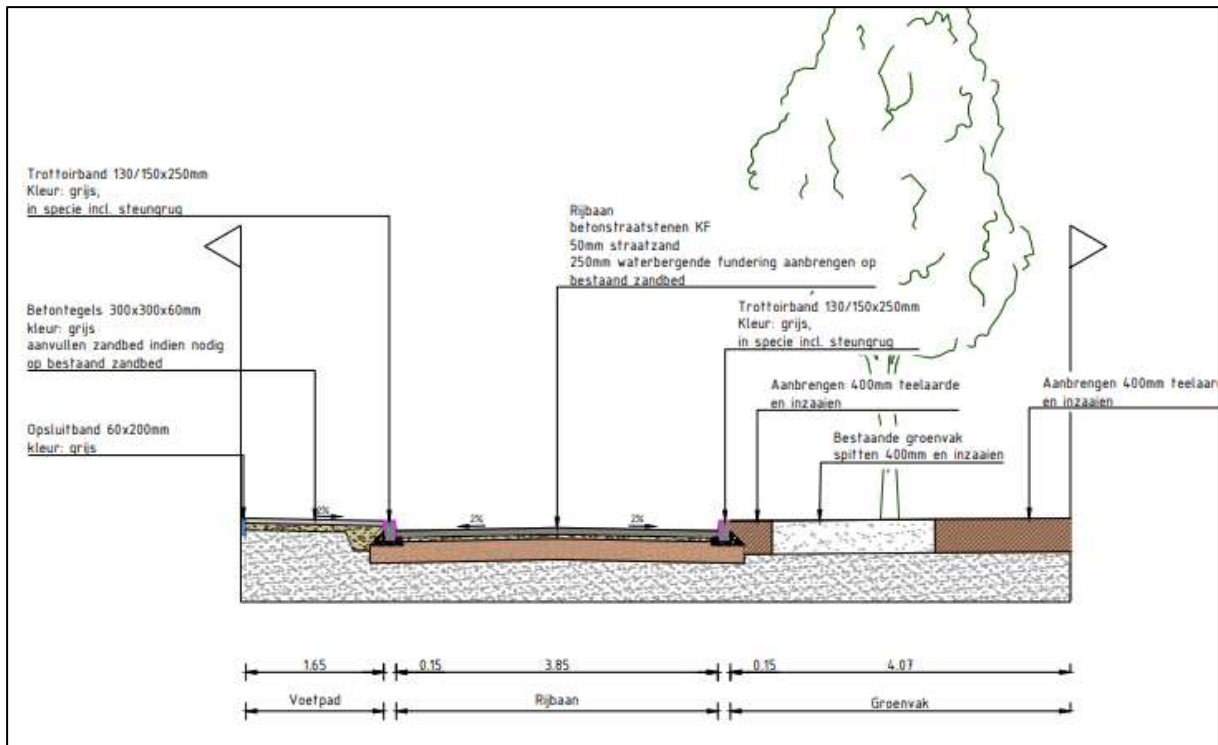 Trottoirband 130/150x250mm
Kleur: grijs,
in specie incl. steungrug
Betontegels 300x300x60mm
kleur: grijs
aanvullen zandbed indien nodig
op bestaand zandbed
Opsluitband 60x200mm
kleur: grijs
Rijbaan
betonstraatstenen KF
50mm straatzand
250mm waterbergende fundering aanbrengen op
bestaand zandbed
Trottoirband 130/150x250mm
Kleur: grijs,
in specie incl. steungrug
Aanbrengen 400mm teelaarde
en inzaaien
Bestaande groenvak
spitten 400mm en inzaaien
Aanbrengen 400mm teelaard
en inzaaien
2% 2% 2%
1.65 0.15 3.85 0.15 4.07
Voetpad Rijbaan Groenvak